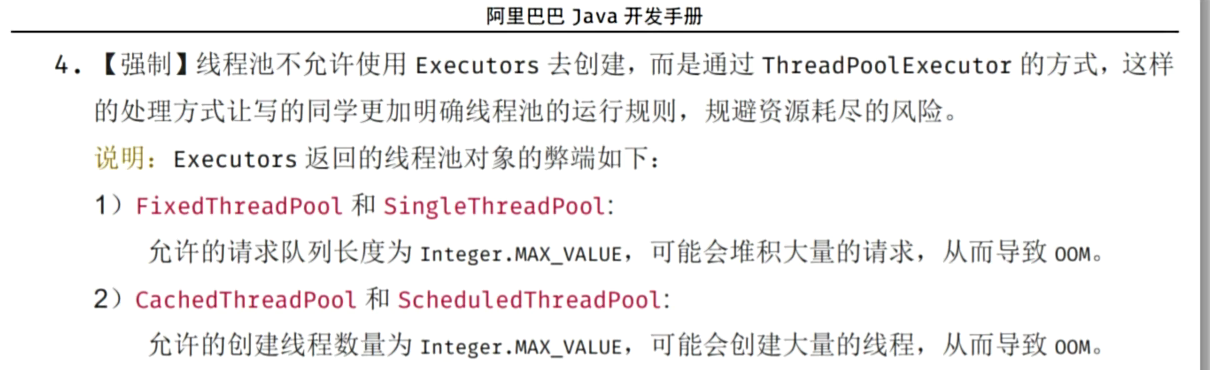 阿里巴巴 Java 开发手册
4. 【强制】线程池不允许使用 Executors 去创建，而是通过 ThreadPoolExecutor 的方式，这样
的处理方式让写的同学更加明确线程池的运行规则，规避资源耗尽的风险。
说明：Executors 返回的线程池对象的弊端如下：
1）FixedThreadPool 和 SingleThreadPool:
允许的请求队列长度为 Integer.MAX_VALUE，可能会堆积大量的请求，从而导致 OOM。
2）CachedThreadPool 和 ScheduledThreadPool:
允许的创建线程数量为 Integer.MAX_VALUE，可能会创建大量的线程，从而导致 OOM。